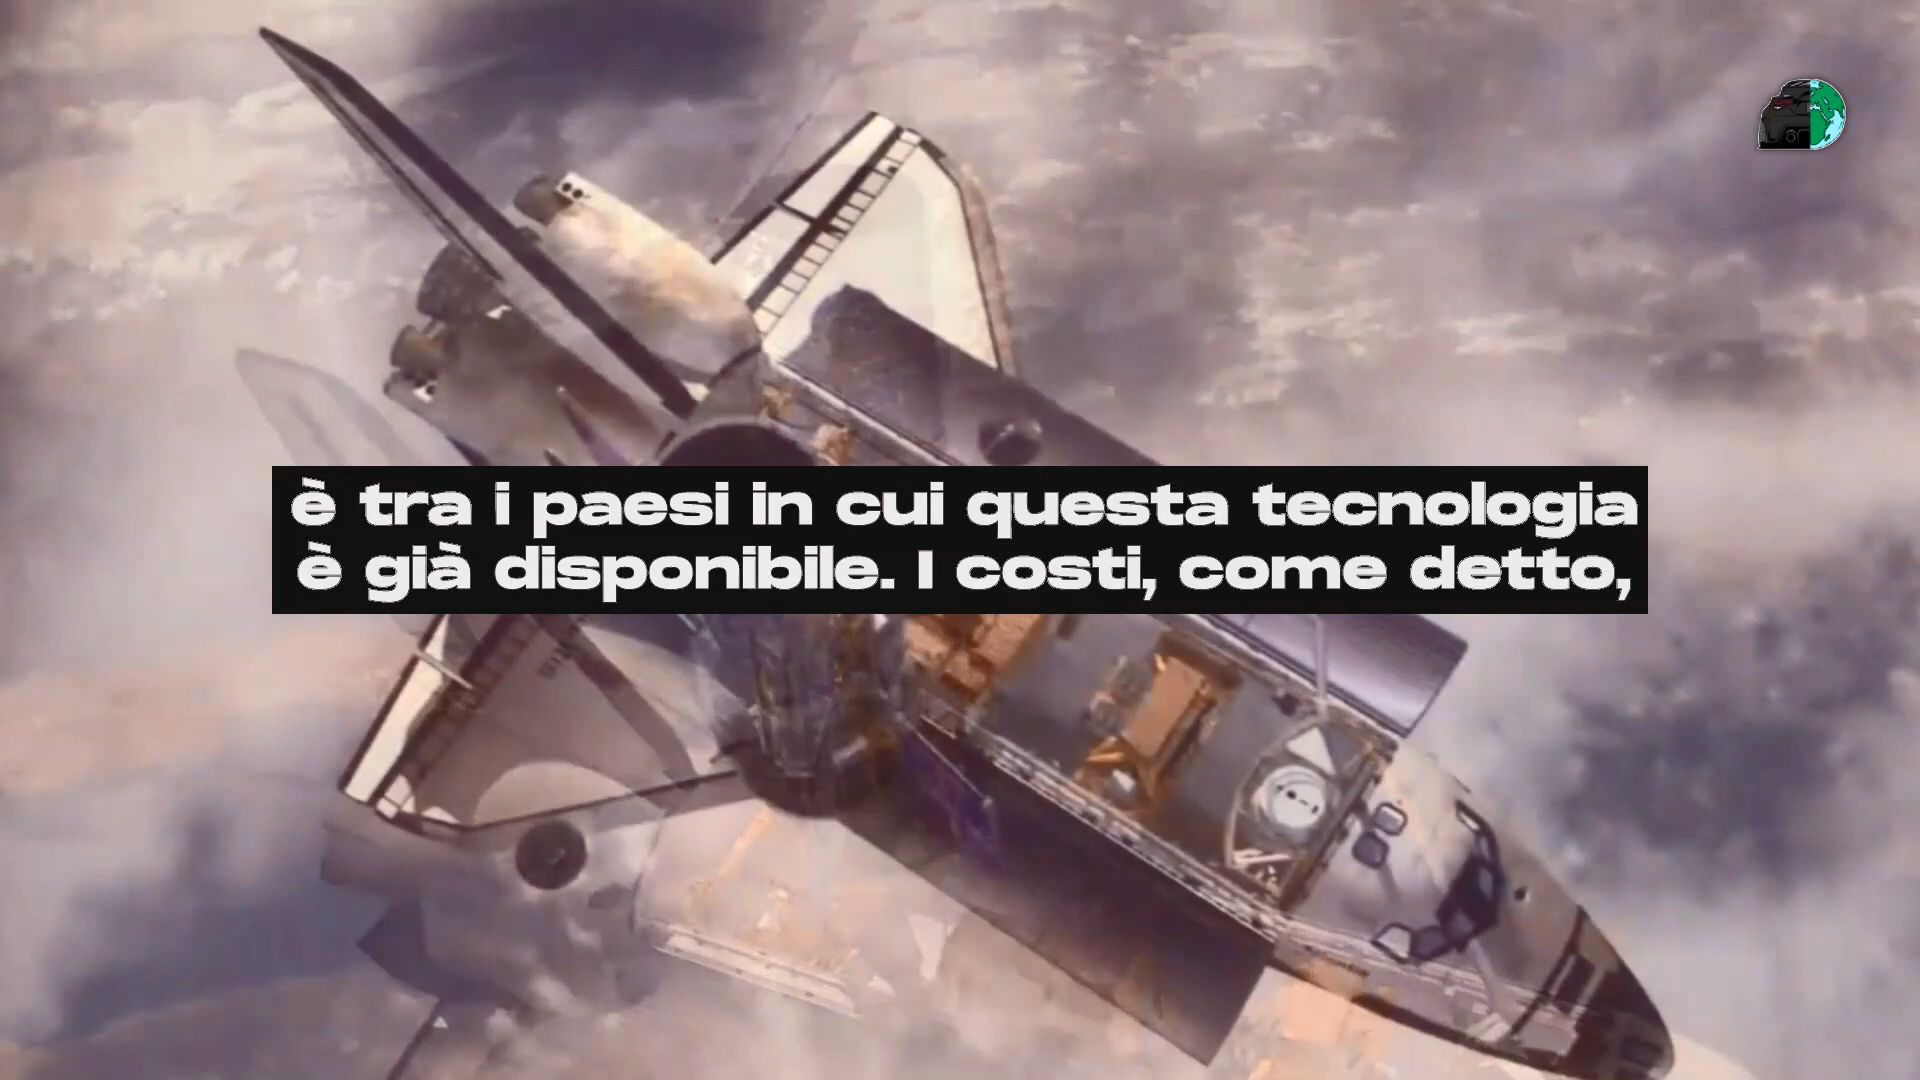 è tra i paesi in cui questa tecnologia
è già disponibile. I costi, come detto,